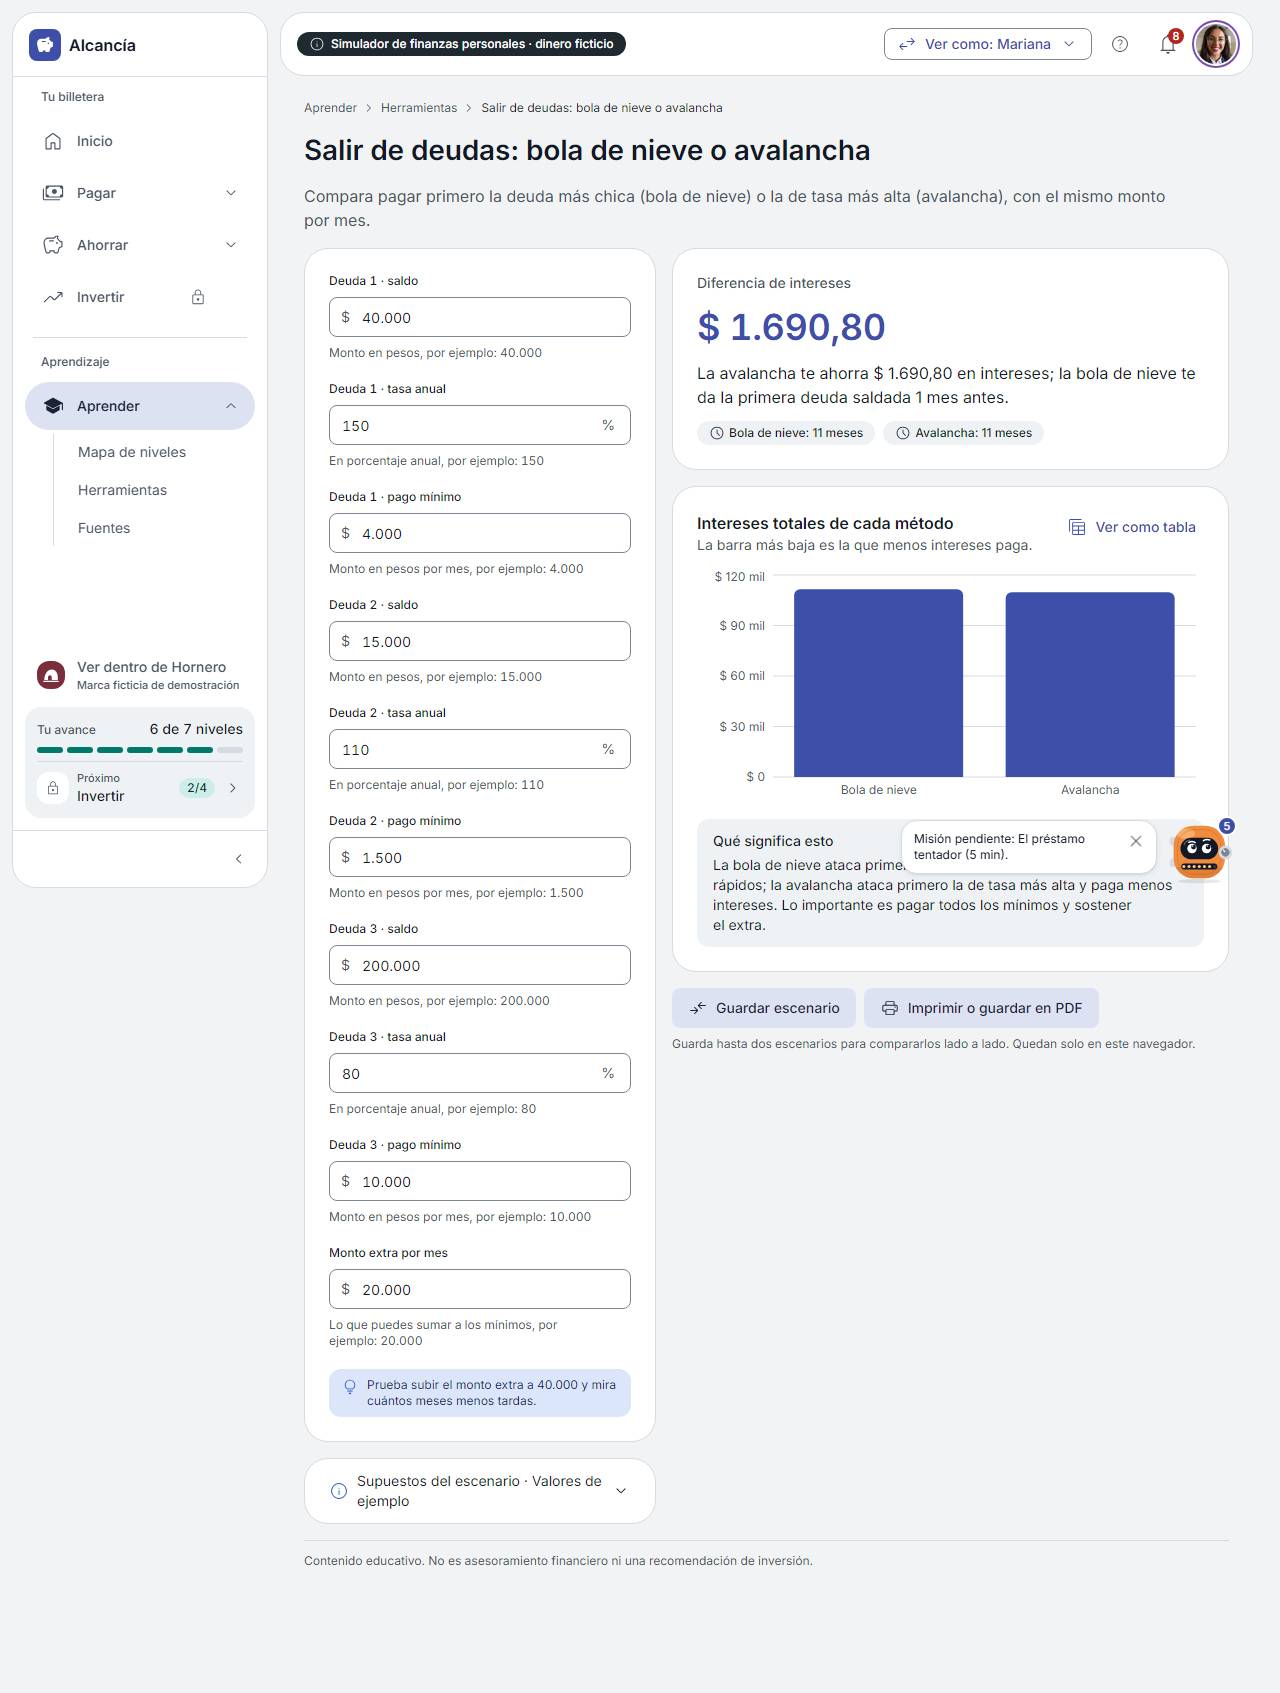 Alcancía
Simulador de finanzas personales · dinero ficticio
Ver como: Mariana
8
Tu billetera
Inicio
Pagar
Ahorrar
Invertir
Aprendizaje
Aprender
Mapa de niveles
Herramientas
Fuentes
Ver dentro de Hornero
Marca ficticia de demostración
Tu avance
6 de 7 niveles
Próximo
Invertir
2/4
Aprender
Herramientas
Salir de deudas: bola de nieve o avalancha
Salir de deudas: bola de nieve o avalancha
Compara pagar primero la deuda más chica (bola de nieve) o la de tasa más alta (avalancha), con el mismo monto
por mes.
Deuda 1 · saldo
$ 40.000
Monto en pesos, por ejemplo: 40.000
Deuda 1 · tasa anual
150 %
En porcentaje anual, por ejemplo: 150
Deuda 1 · pago mínimo
$ 4.000
Monto en pesos por mes, por ejemplo: 4.000
Deuda 2 · saldo
$ 15.000
Monto en pesos, por ejemplo: 15.000
Deuda 2 · tasa anual
110 %
En porcentaje anual, por ejemplo: 110
Deuda 2 · pago mínimo
$ 1.500
Monto en pesos por mes, por ejemplo: 1.500
Deuda 3 · saldo
$ 200.000
Monto en pesos, por ejemplo: 200.000
Deuda 3 · tasa anual
80 %
En porcentaje anual, por ejemplo: 80
Deuda 3 · pago mínimo
$ 10.000
Monto en pesos por mes, por ejemplo: 10.000
Monto extra por mes
$ 20.000
Lo que puedes sumar a los mínimos, por
ejemplo: 20.000
Prueba subir el monto extra a 40.000 y mira
cuántos meses menos tardas.
Supuestos del escenario · Valores de
ejemplo
Diferencia de intereses
$ 1.690,80
La avalancha te ahorra $ 1.690,80 en intereses; la bola de nieve te
da la primera deuda saldada 1 mes antes.
Bola de nieve: 11 meses
Avalancha: 11 meses
Intereses totales de cada método
La barra más baja es la que menos intereses paga.
Ver como tabla
$ 120 mil
$ 90 mil
$ 60 mil
$ 30 mil
$ 0
Bola de nieve
Avalancha
Qué significa esto
La bola de nieve ataca
rápidos; la avalancha ataca primero la de tasa más alta y paga menos
intereses. Lo importante es pagar todos los mínimos y sostener
el extra.
Misión pendiente: El préstamo
tentador (5 min).
5
Guardar escenario
Imprimir o guardar en PDF
Guarda hasta dos escenarios para compararlos lado a lado. Quedan solo en este navegador.
Contenido educativo. No es asesoramiento financiero ni una recomendación de inversión.